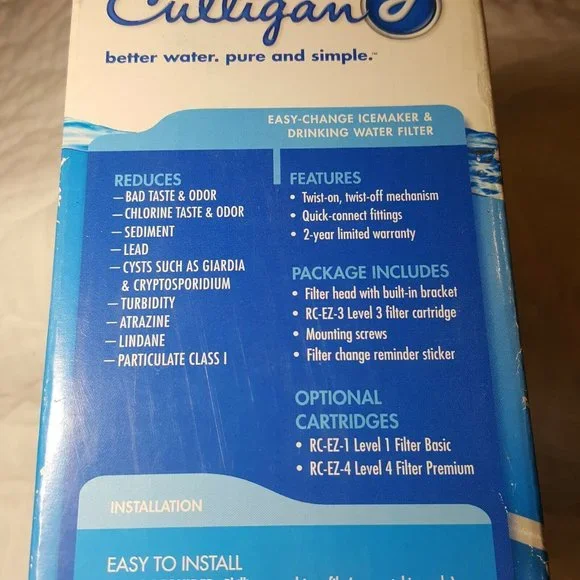 Culligan
better water. pure and simple.™
EASY-CHANGE ICEMAKER &
DRINKING WATER FILTER
REDUCES
– BAD TASTE & ODOR
– CHLORINE TASTE & ODOR
– SEDIMENT
– LEAD
– CYSTS SUCH AS GIARDIA
& CRYPTOSPORIDIUM
– TURBIDITY
– ATRAZINE
– LINDANE
– PARTICULATE CLASS I
FEATURES
• Twist-on, twist-off mechanism
• Quick-connect fittings
• 2-year limited warranty
PACKAGE INCLUDES
• Filter head with built-in bracket
• RC-EZ-3 Level 3 filter cartridge
• Mounting screws
• Filter change reminder sticker
OPTIONAL
CARTRIDGES
• RC-EZ-1 Level 1 Filter Basic
• RC-EZ-4 Level 4 Filter Premium
INSTALLATION
EASY TO INSTALL